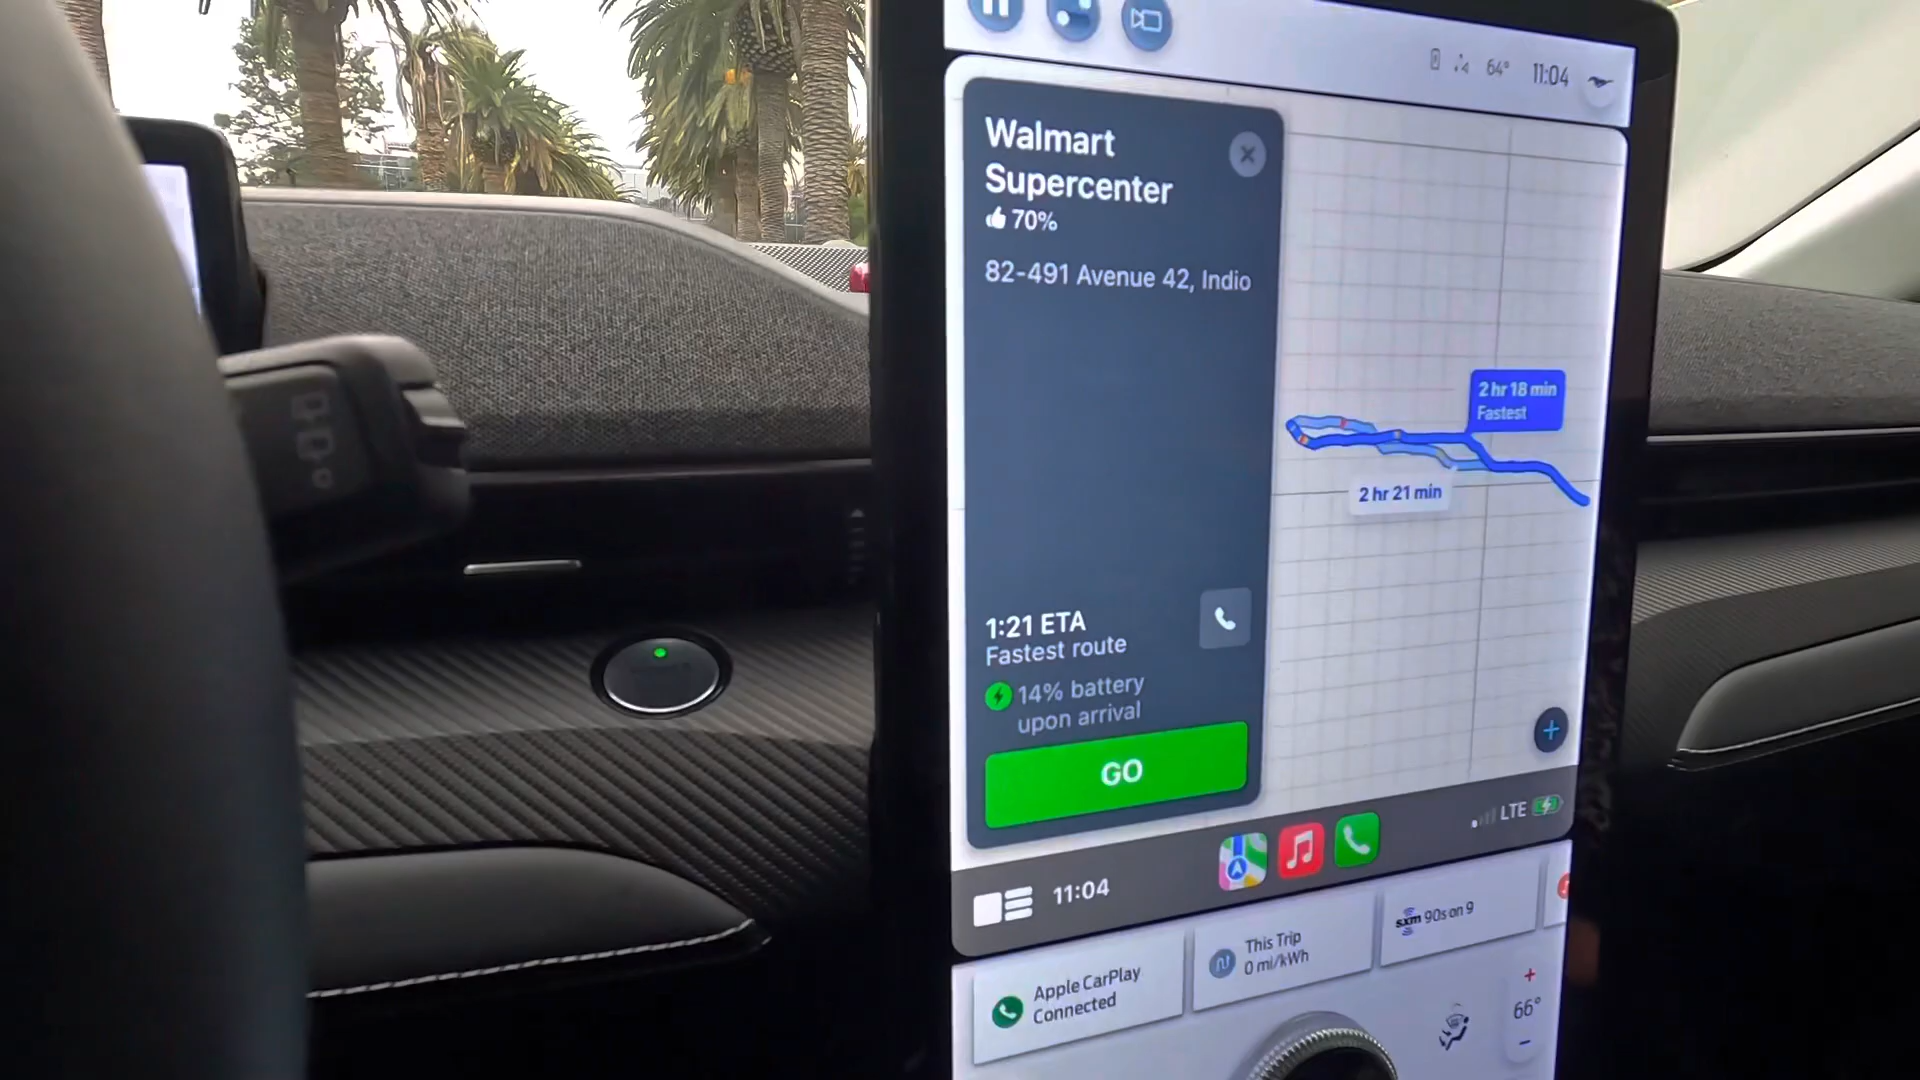 64°
11:04
Walmart
Supercenter
70%
82-491 Avenue 42, Indio
2 hr 18 min
Fastest
2 hr 21 min
1:21 ETA
Fastest route
14% battery
upon arrival
GO
LTE
11:04
Apple CarPlay
Connected
This Trip
0 mi/kWh
sxm 90s on 9
+
66°
-